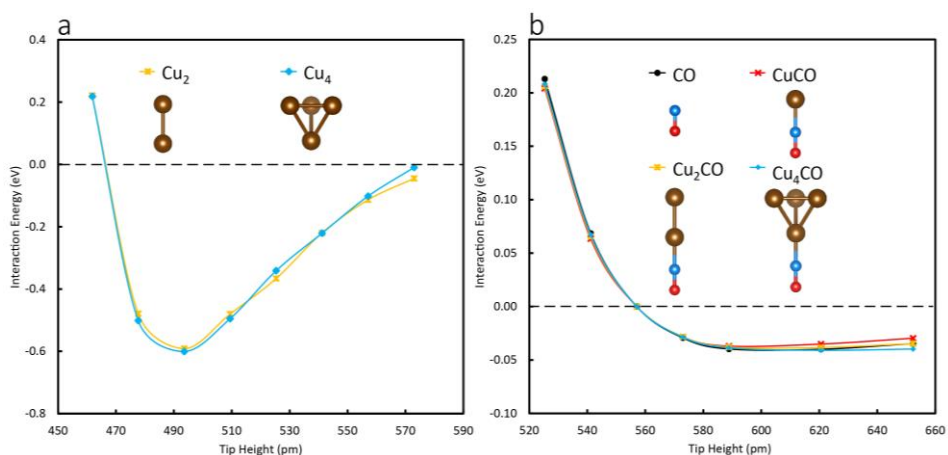 a
0.4
0.2
0.0
-0.2
-0.4
-0.6
-0.8
Interaction Energy (eV)
Cu₂
Cu₄
450 470 490 510 530 550 570 590
Tip Height (pm)
b
0.25
0.20
0.15
0.10
0.05
0.00
-0.05
-0.10
Interaction Energy (eV)
CO
CuCO
Cu₂CO
Cu₄CO
520 540 560 580 600 620 640 660
Tip Height (pm)